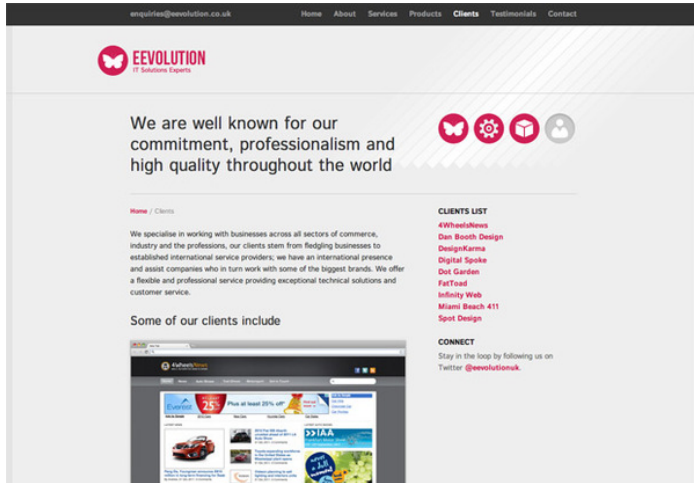 enquiries@eevolution.co.uk Home About Services Products Clients Testimonials Contact
EEVOLUTION
IT Solutions Experts
We are well known for our
commitment, professionalism and
high quality throughout the world
Home / Clients
We specialise in working with businesses across all sectors of commerce,
industry and the professions, our clients stem from fledgling businesses to
established international service providers; we have an international presence
and assist companies who in turn work with some of the biggest brands. We offer
a flexible and professional service providing exceptional technical solutions and
customer service.
Some of our clients include
4WheelsNews
Everest
25%
Plus at least 25% off*
IAA
CLIENTS LIST
4WheelsNews
Dan Booth Design
DesignKarma
Digital Spoke
Dot Garden
FatToad
Infinity Web
Miami Beach 411
Spot Design
CONNECT
Stay in the loop by following us on
Twitter @eevolutionuk.